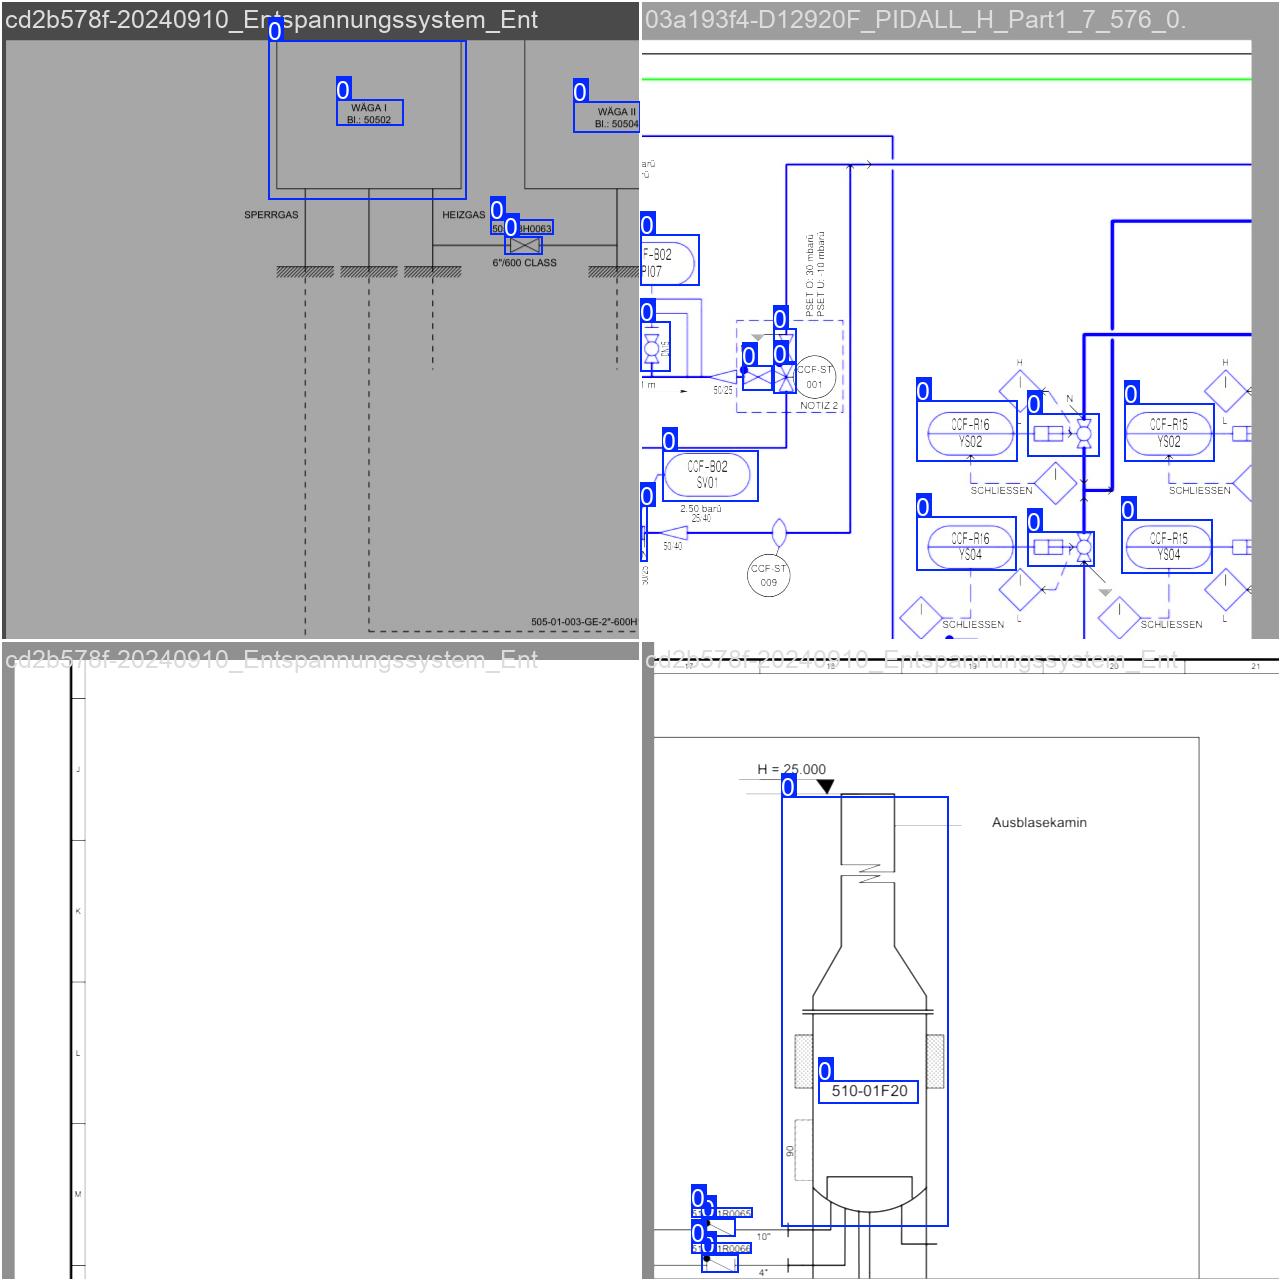 cd2b578f-20240910_Entspannungssystem_Ent
0
0
WÄGA I
Bl.: 50502
0
WÄGA II
Bl.: 50504
SPERRGAS
HEIZGAS
0
0
6"/600 CLASS
505-01-003-GE-2"-600H
03a193f4-D12920F_PIDALL_H_Part1_7_576_0.
PSET O: 30 mbarü
PSET U: -10 mbarü
0
F-B02
PI07
0
0
0
0
1 m
50/25
CCF-ST
001
NOTIZ 2
0
CCF-B02
SV01
2.50 barü
25/40
0
50/40
50/25
CCF-ST
009
H
H
N
0
CCF-R16
YS02
0
L
0
CCF-R15
YS02
L
SCHLIESSEN
SCHLIESSEN
0
CCF-R16
YS04
0
0
CCF-R15
YS04
L
L
SCHLIESSEN
SCHLIESSEN
cd2b578f-20240910_Entspannungssystem_Ent
J
K
L
M
cd2b578f-20240910_Entspannungssystem_Ent
17
18
19
20
21
H = 25.000
0
Ausblasekamin
0
510-01F20
90
0
0
1R0065
10"
0
0
1R0066
4"